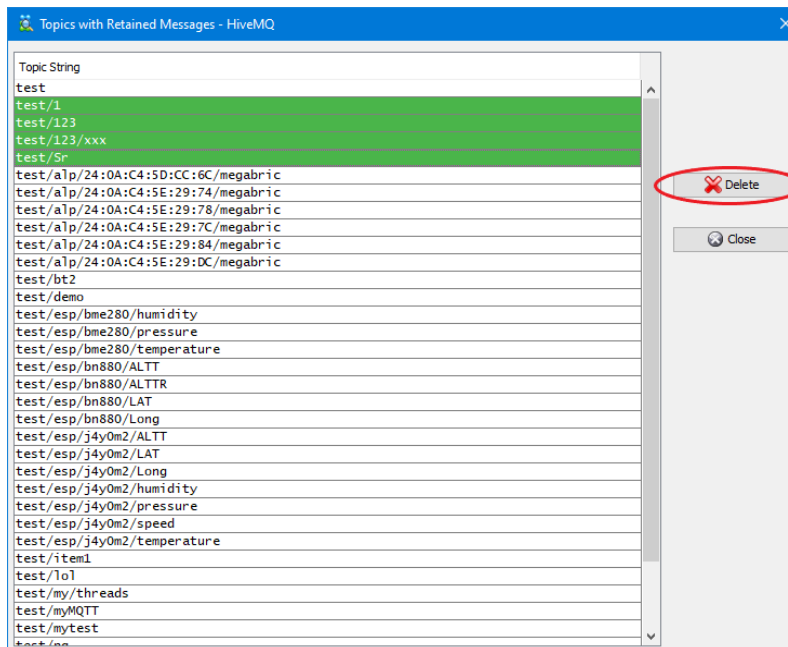 Topics with Retained Messages - HiveMQ
Topic String
test
test/1
test/123
test/123/xxx
test/Sr
test/alp/24:0A:C4:5D:CC:6C/megabric
test/alp/24:0A:C4:5E:29:74/megabric
test/alp/24:0A:C4:5E:29:78/megabric
test/alp/24:0A:C4:5E:29:7C/megabric
test/alp/24:0A:C4:5E:29:84/megabric
test/alp/24:0A:C4:5E:29:DC/megabric
test/bt2
test/demo
test/esp/bme280/humidity
test/esp/bme280/pressure
test/esp/bme280/temperature
test/esp/bn880/ALTT
test/esp/bn880/ALTTR
test/esp/bn880/LAT
test/esp/bn880/Long
test/esp/j4y0m2/ALTT
test/esp/j4y0m2/LAT
test/esp/j4y0m2/Long
test/esp/j4y0m2/humidity
test/esp/j4y0m2/pressure
test/esp/j4y0m2/speed
test/esp/j4y0m2/temperature
test/item1
test/lol
test/my/threads
test/myMQTT
test/mytest
Delete
Close